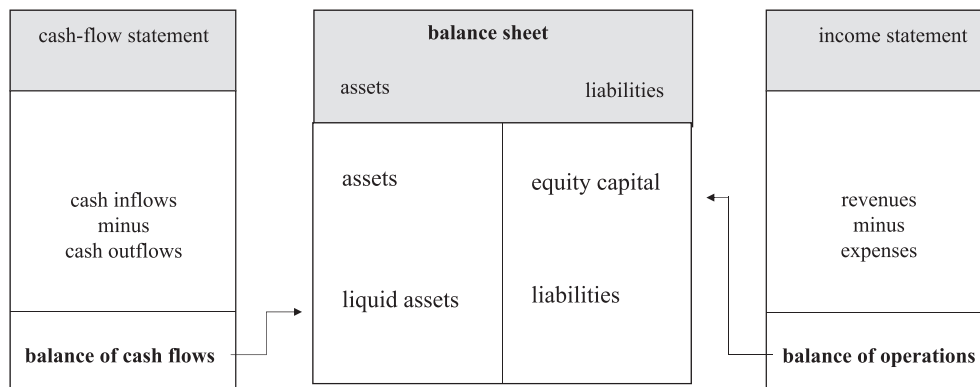 cash-flow statement
cash inflows
minus
cash outflows
balance of cash flows
balance sheet
assets
liabilities
assets
equity capital
liquid assets
liabilities
income statement
revenues
minus
expenses
balance of operations